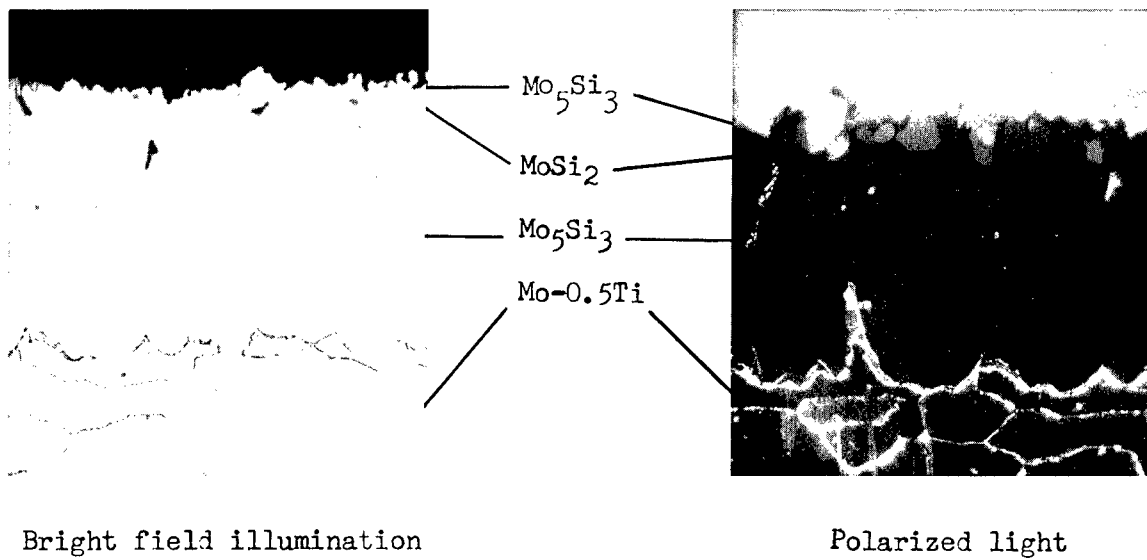 Mo₅Si₃
MoSi₂
Mo₅Si₃
Mo-0.5Ti
Bright field illumination
Polarized light